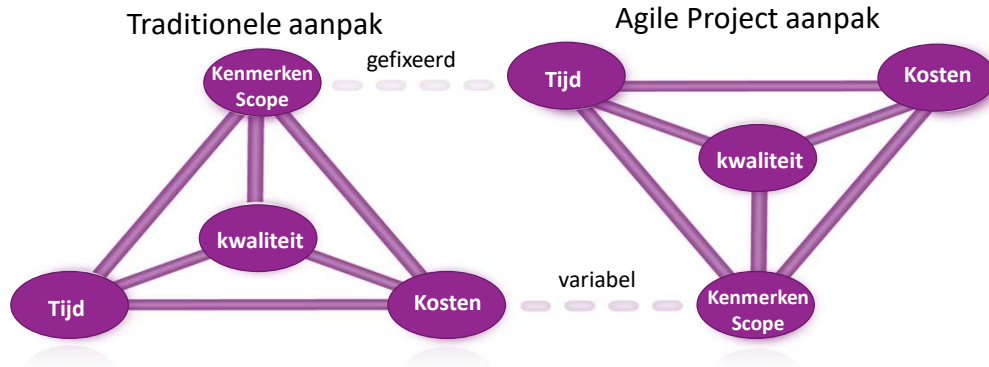 Traditionele aanpak
Agile Project aanpak
Kenmerken
Scope
gefixeerd
Tijd
Kosten
kwaliteit
kwaliteit
Tijd
Kosten
variabel
Kenmerken
Scope